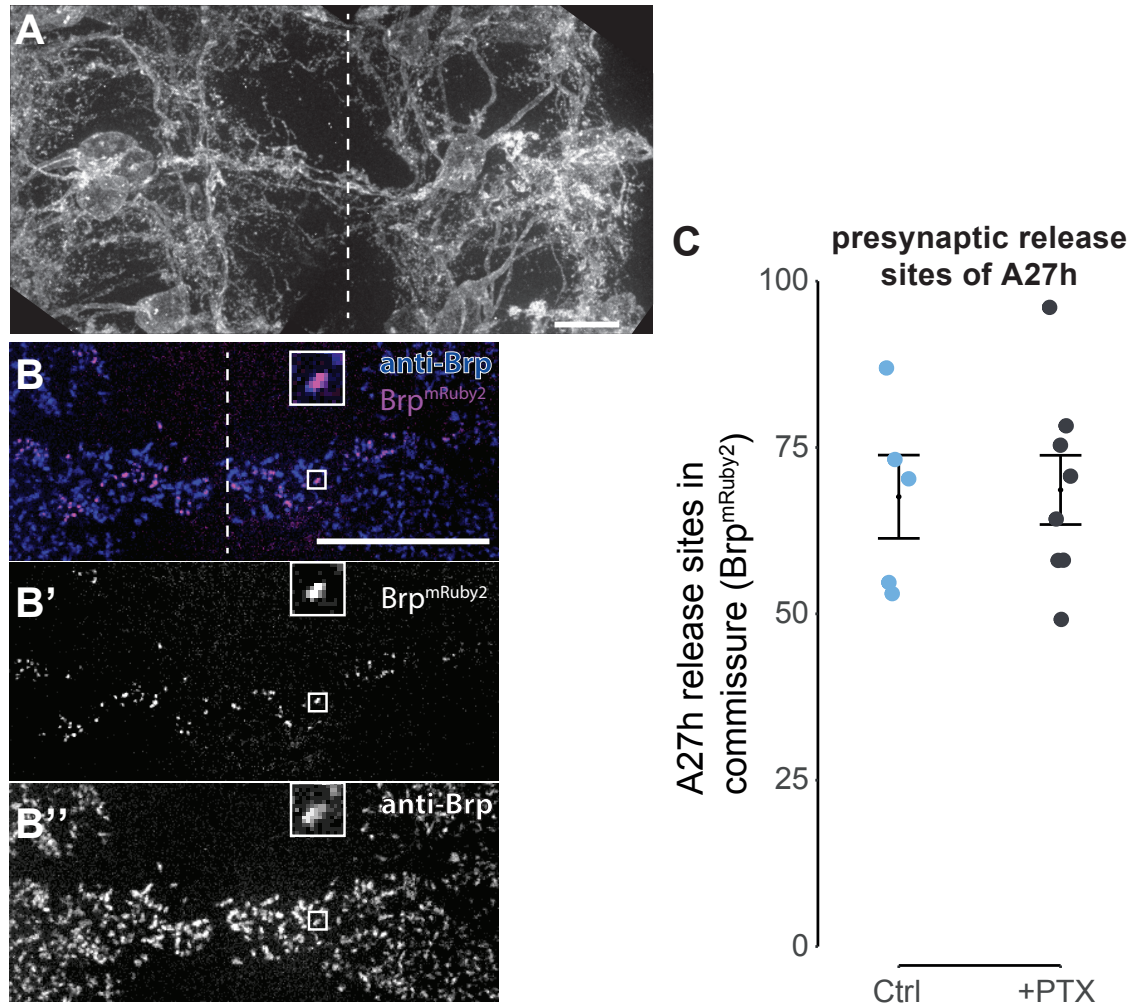 A
B
anti-Brp
Brp^mRuby2
B'
Brp^mRuby2
B''
anti-Brp
C
presynaptic release
sites of A27h
A27h release sites in
commissure (Brp^mRuby2)
100
75
50
25
0
Ctrl
+PTX